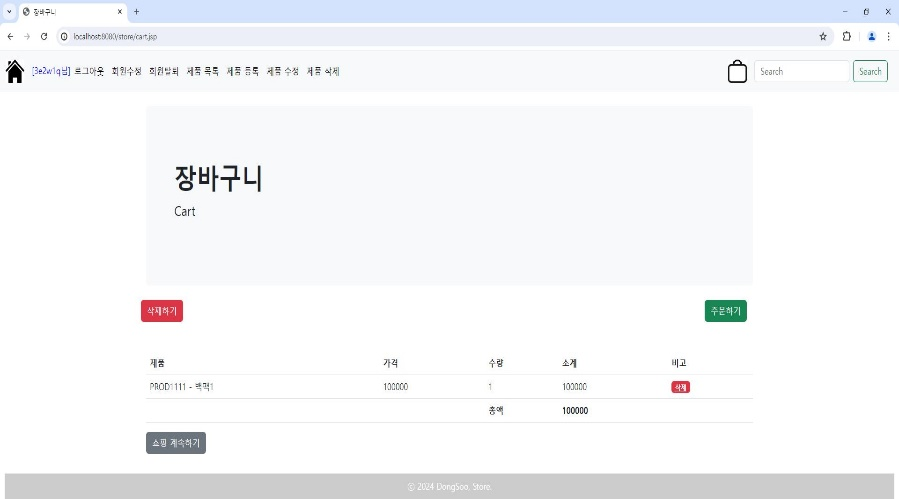 장바구니
localhost:8080/store/cart.jsp
[3e2w1q님] 로그아웃 회원수정 회원탈퇴 제품 목록 제품 등록 제품 수정 제품 삭제 Search Search
장바구니
Cart
삭제하기 주문하기
제품 가격 수량 소계 비고
PROD1111 - 백팩1 100000 1 100000 삭제
총액 100000
쇼핑 계속하기
ⓒ 2024 DongSoo. Store.